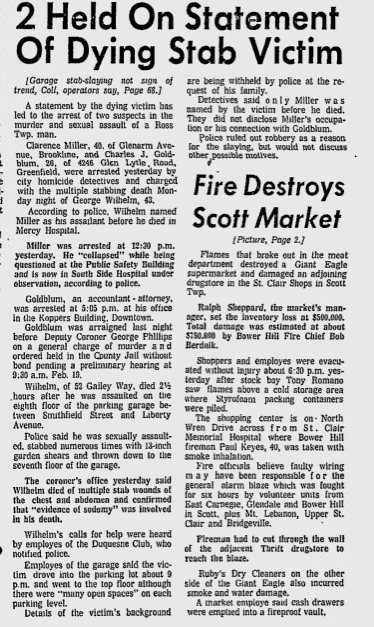 2 Held On Statement
Of Dying Stab Victim
[Garage stab-slaying not sign of
trend, Coll, operators say, Page 68.]
A statement by the dying victim has
led to the arrest of two suspects in the
murder and sexual assault of a Ross
Twp. man.
Clarence Miller, 40, of Glenarm Ave-
nue, Brookline, and Charles J. Gold-
blum, 26, of 4246 Glen Lytle Road,
Greenfield, were arrested yesterday by
city homicide detectives and charged
with the multiple stabbing death Mon-
day night of George Wilhelm, 43.
According to police, Wilhelm named
Miller as his assailant before he died in
Mercy Hospital.
Miller was arrested at 12:30 p.m.
yesterday. He "collapsed" while being
questioned at the Public Safety Building
and is now in South Side Hospital under
observation, according to police.
Goldblum, an accountant-attorney,
was arrested at 5:05 p.m. at his office
in the Koppers Building, Downtown.
Goldblum was arraigned last night
before Deputy Coroner George Phillips
on a general charge of murder and
ordered held in the County Jail without
bond pending a preliminary hearing at
9:30 a.m. Feb. 19.
Wilhelm, of 52 Gailey Way, died 2½
hours after he was assaulted on the
eighth floor of the parking garage be-
tween Smithfield Street and Liberty
Avenue.
Police said he was sexually assault-
ed, stabbed numerous times with 13-inch
garden shears and thrown down to the
seventh floor of the garage.
The coroner's office yesterday said
Wilhelm died of multiple stab wounds of
the chest and abdomen and confirmed
that "evidence of sodomy" was involved
in his death.
Wilhelm's calls for help were heard
by employes of the Duquesne Club, who
notified police.
Employes of the garage said the vic-
tim drove into the parking lot about 9
p.m. and went to the top floor although
there were "many open spaces" on each
parking level.
Details of the victim's background
are being withheld by police at the re-
quest of his family.
Detectives said only Miller was
named by the victim before he died.
They did not disclose Miller's occupa-
tion or his connection with Goldblum.
Police ruled out robbery as a reason
for the slaying, but would not discuss
other possible motives.
Fire Destroys
Scott Market
[Picture, Page 2.]
Flames that broke out in the meat
department destroyed a Giant Eagle
supermarket and damaged an adjoining
drugstore in the St. Clair Shops in Scott
Twp.
Ralph Sheppard, the market's man-
ager, set the inventory loss at $500,000.
Total damage was estimated at about
$750,000 by Bower Hill Fire Chief Bob
Berdnik.
Shoppers and employes were evacu-
ated without injury about 6:30 p.m. yes-
terday after stock boy Tony Romano
saw flames above a cold storage area
where Styrofoam packing containers
were piled.
The shopping center is on North
Wren Drive across from St. Clair
Memorial Hospital where Bower Hill
fireman Paul Keyes, 40, was taken with
smoke inhalation.
Fire officials believe faulty wiring
may have been responsible for the
general alarm blaze which was fought
for six hours by volunteer units from
East Carnegie, Glendale and Bower Hill
in Scott, plus Mt. Lebanon, Upper St.
Clair and Bridgeville.
Fireman had to cut through the wall
of the adjacent Thrift drugstore to
reach the blaze.
Ruby's Dry Cleaners on the other
side of the Giant Eagle also incurred
smoke and water damage.
A market employe said cash drawers
were emptied into a fireproof vault.